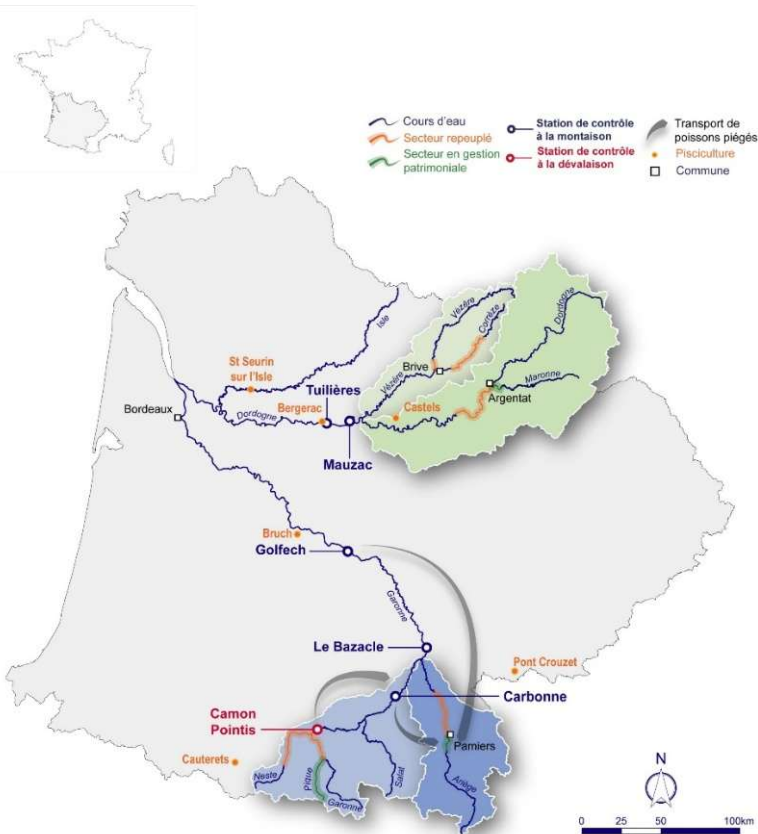 Cours d'eau
Secteur repeuplé
Secteur en gestion
patrimoniale
Station de contrôle
à la montaison
Station de contrôle
à la dévalaison
Transport de
poissons piégés
Pisciculture
Commune
Isle
Vézère
Corrèze
Dordogne
Brive
Vézère
Maronne
Argentat
St Seurin
sur l'Isle
Tuilières
Bergerac
Castels
Bordeaux
Dordogne
Mauzac
Bruch
Golfech
Garonne
Le Bazacle
Pont Crouzet
Carbonne
Camon
Pointis
Pamiers
Cauterets
Neste
Pique
Garonne
Salat
Ariège
N
0 25 50 100km